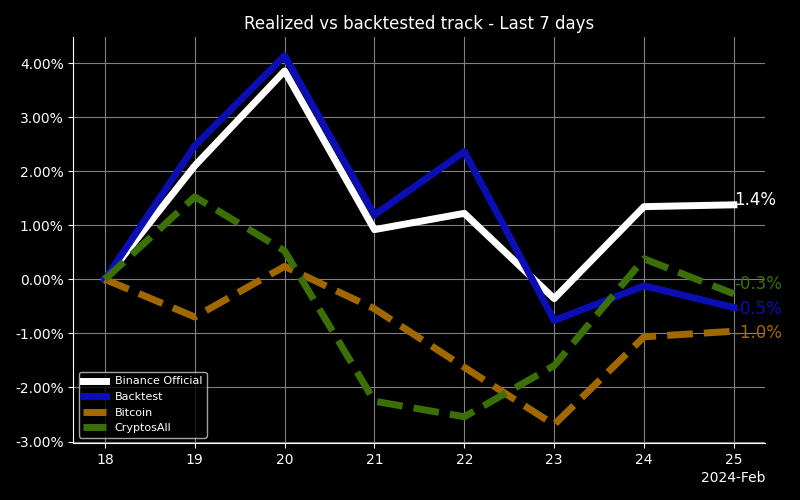 Realized vs backtested track - Last 7 days
4.00%
3.00%
2.00%
1.00%
0.00%
-1.00%
-2.00%
-3.00%
1.4%
-0.3%
-0.5%
-1.0%
Binance Official
Backtest
Bitcoin
CryptosAll
18 19 20 21 22 23 24 25
2024-Feb